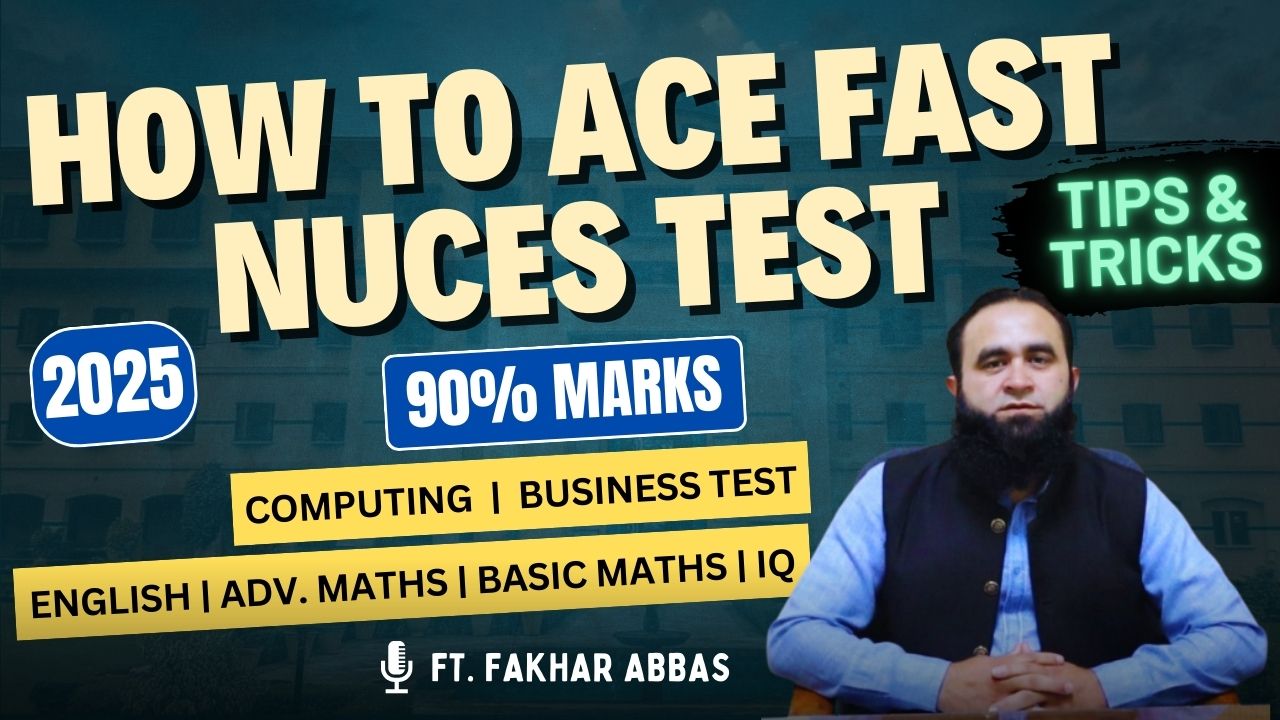 HOW TO ACE FAST
NUCES TEST
TIPS &
TRICKS
2025
90% MARKS
COMPUTING | BUSINESS TEST
ENGLISH | ADV. MATHS | BASIC MATHS | IQ
FT. FAKHAR ABBAS